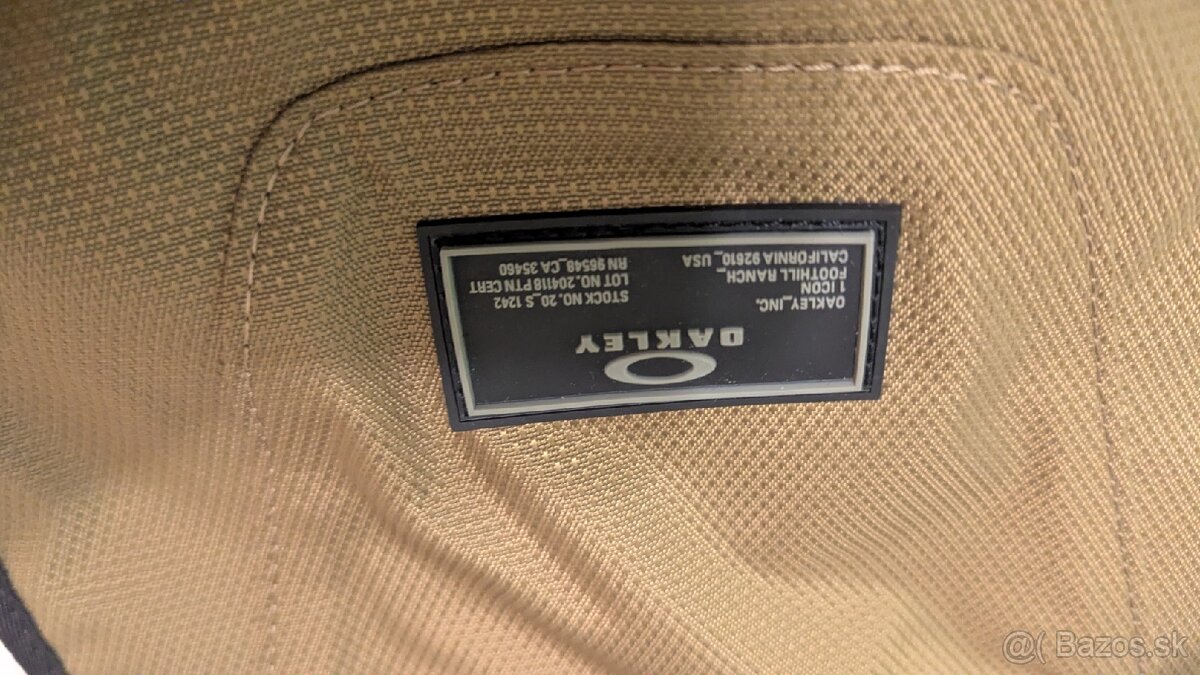 OAKLEY
OAKLEY_INC.
1 ICON
FOOTHILL RANCH_
CALIFORNIA 92610_ USA
STOCK NO. 20_S 1242
LOT NO. 204118 PTN CERT
RN 96548_CA 35460
@( Bazos.sk